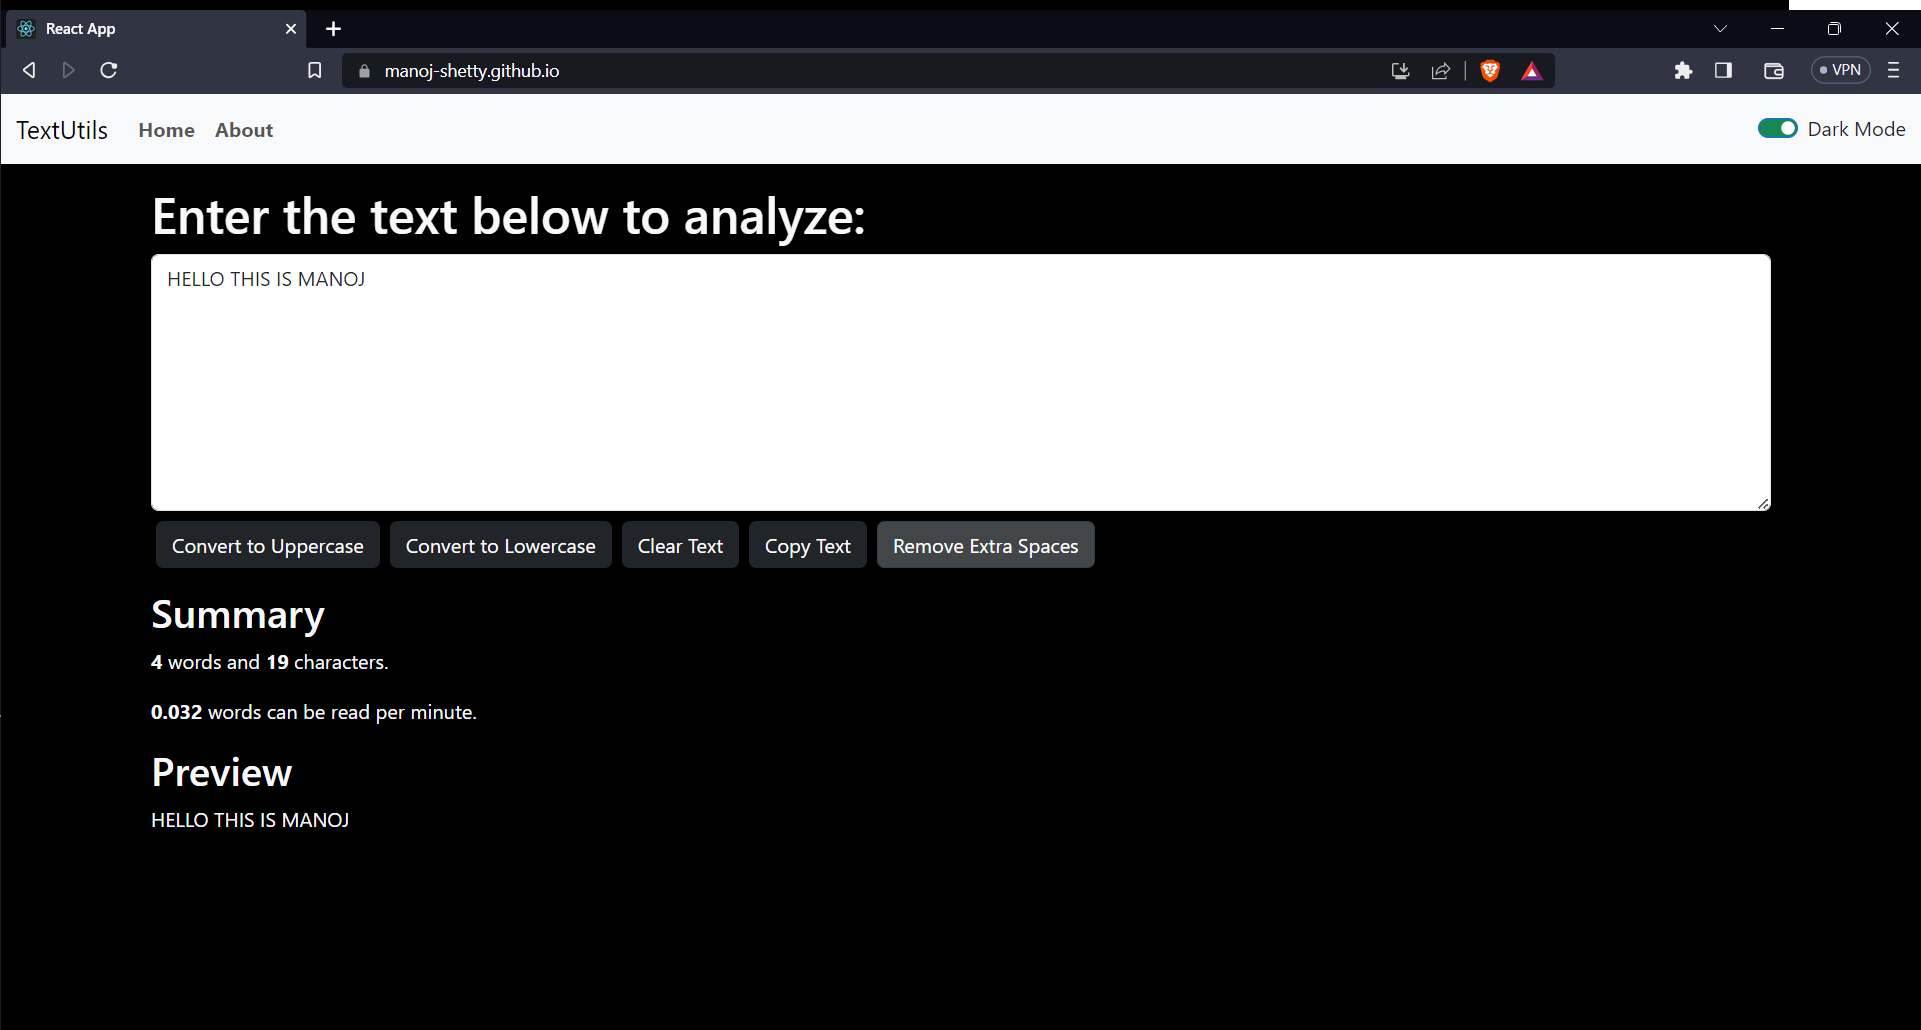 React App
manoj-shetty.github.io
VPN
TextUtils Home About Dark Mode
Enter the text below to analyze:
HELLO THIS IS MANOJ
Convert to Uppercase Convert to Lowercase Clear Text Copy Text Remove Extra Spaces
Summary
4 words and 19 characters.
0.032 words can be read per minute.
Preview
HELLO THIS IS MANOJ